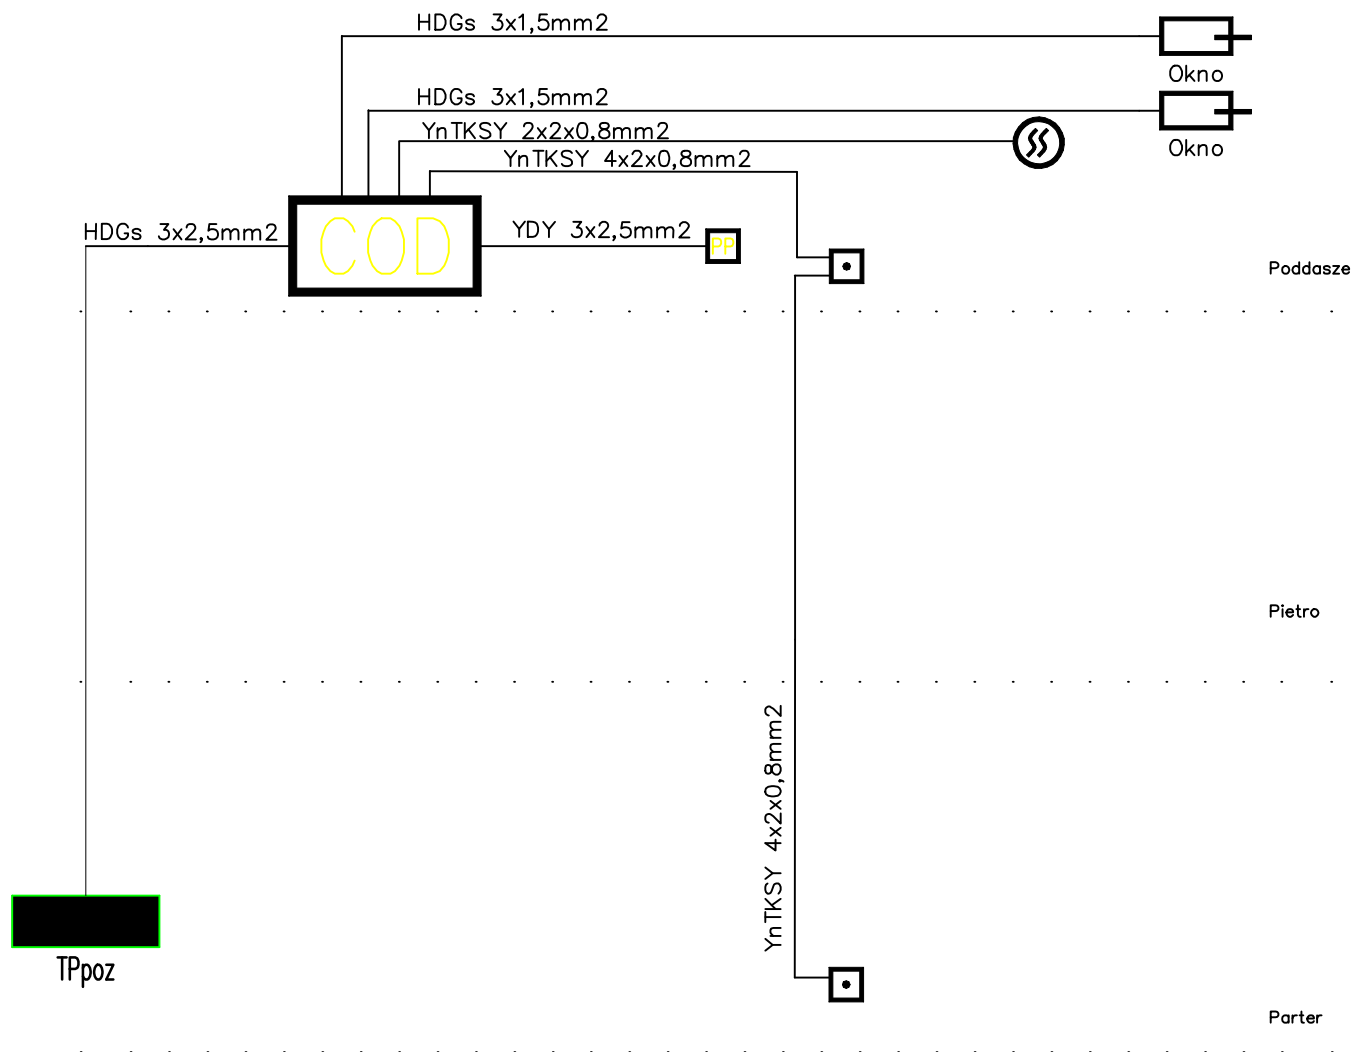 HDGs 3x1,5mm2
Okno
HDGs 3x1,5mm2
Okno
YnTKSY 2x2x0,8mm2
YnTKSY 4x2x0,8mm2
HDGs 3x2,5mm2
COD
YDY 3x2,5mm2
PP
Poddasze
Pietro
YnTKSY 4x2x0,8mm2
TPpoz
Parter